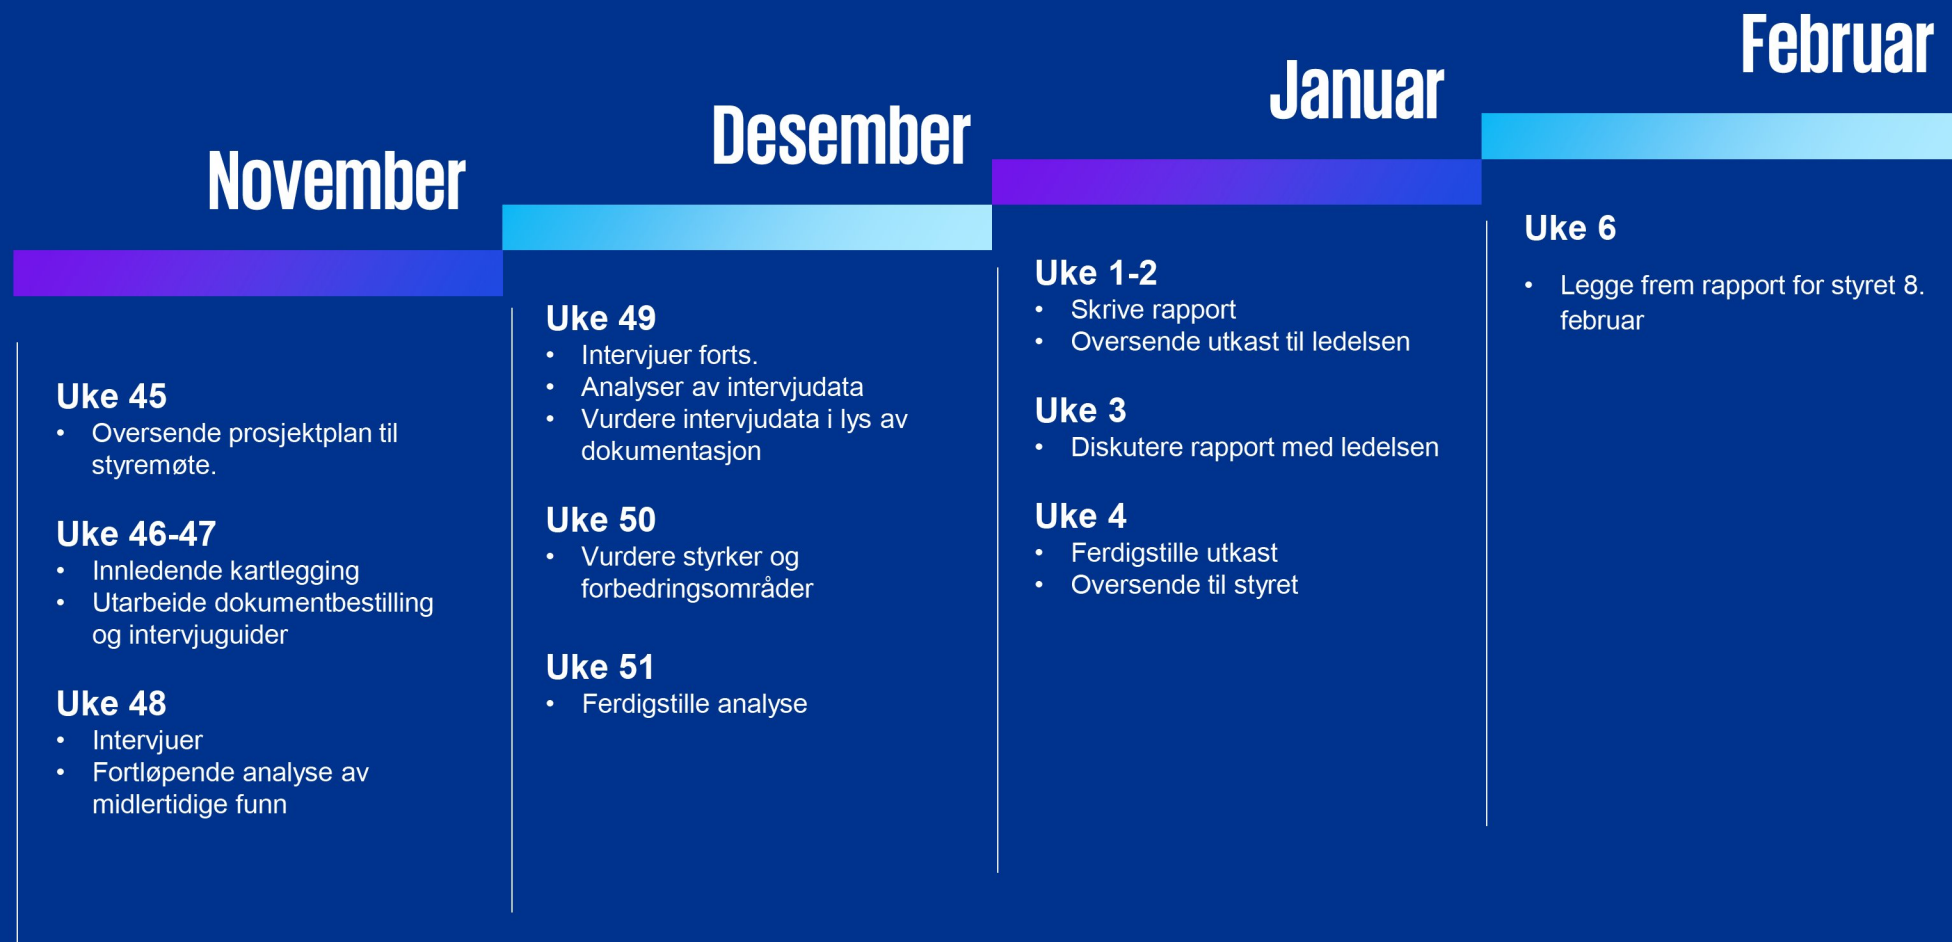 November
Uke 45
• Oversende prosjektplan til
styremøte.
Uke 46-47
• Innledende kartlegging
• Utarbeide dokumentbestilling
og intervjuguider
Uke 48
• Intervjuer
• Fortløpende analyse av
midlertidige funn
Desember
Uke 49
• Intervjuer forts.
• Analyser av intervjudata
• Vurdere intervjudata i lys av
dokumentasjon
Uke 50
• Vurdere styrker og
forbedringsområder
Uke 51
• Ferdigstille analyse
Januar
Uke 1-2
• Skrive rapport
• Oversende utkast til ledelsen
Uke 3
• Diskutere rapport med ledelsen
Uke 4
• Ferdigstille utkast
• Oversende til styret
Februar
Uke 6
• Legge frem rapport for styret 8.
februar